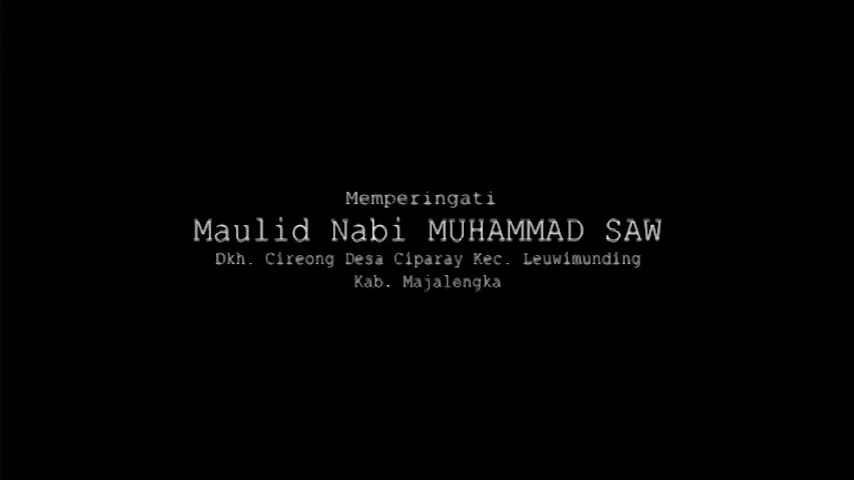 Memperingati
Maulid Nabi MUHAMMAD SAW
Dkh. Cireong Desa Ciparay Kec. Leuwimunding
Kab. Majalengka